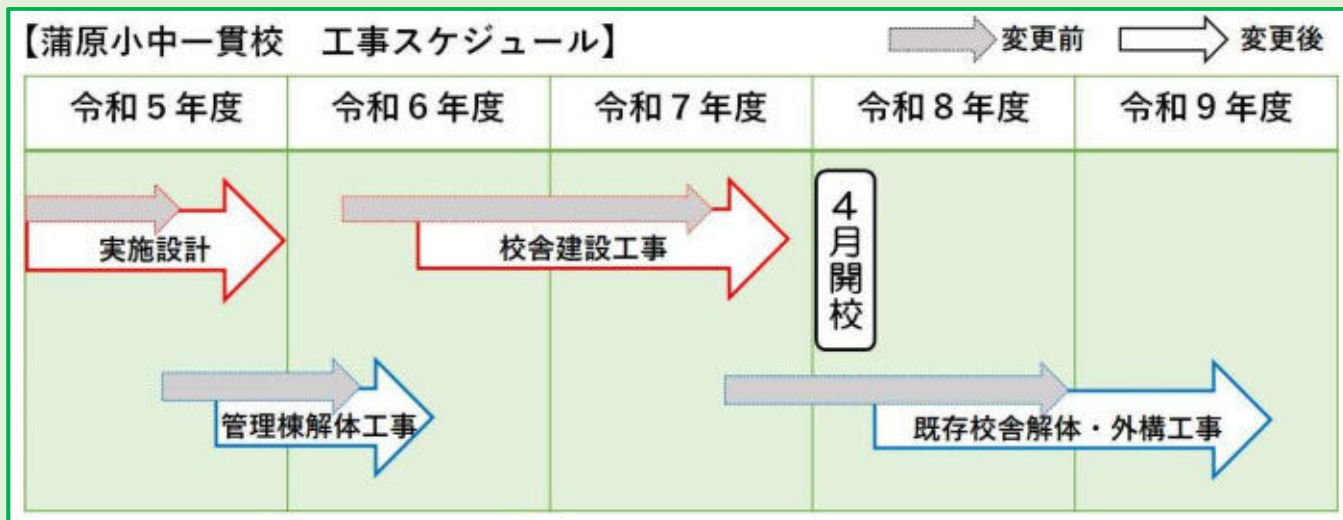 【蒲原小中一貫校　工事スケジュール】
変更前
変更後
令和５年度
令和６年度
令和７年度
令和８年度
令和９年度
実施設計
校舎建設工事
４月開校
管理棟解体工事
既存校舎解体・外構工事